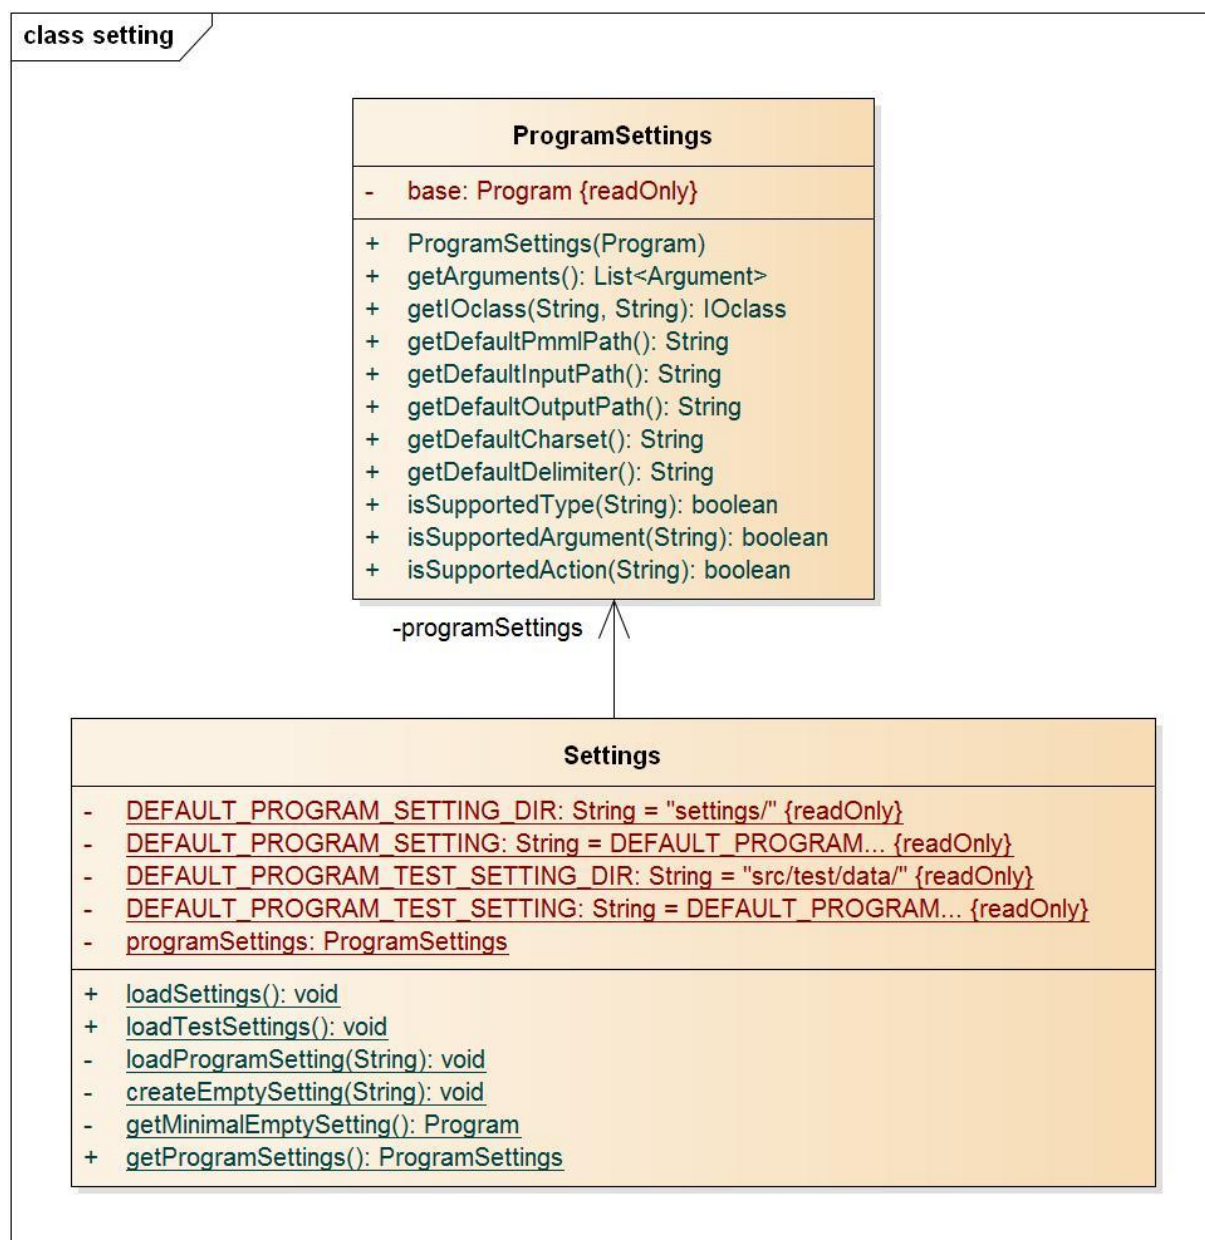 class setting
ProgramSettings
- base: Program {readOnly}
+ ProgramSettings(Program)
+ getArguments(): List<Argument>
+ getIOclass(String, String): IOclass
+ getDefaultPmmlPath(): String
+ getDefaultInputPath(): String
+ getDefaultOutputPath(): String
+ getDefaultCharset(): String
+ getDefaultDelimiter(): String
+ isSupportedType(String): boolean
+ isSupportedArgument(String): boolean
+ isSupportedAction(String): boolean
-programSettings
Settings
- DEFAULT_PROGRAM_SETTING_DIR: String = "settings/" {readOnly}
- DEFAULT_PROGRAM_SETTING: String = DEFAULT_PROGRAM... {readOnly}
- DEFAULT_PROGRAM_TEST_SETTING_DIR: String = "src/test/data/" {readOnly}
- DEFAULT_PROGRAM_TEST_SETTING: String = DEFAULT_PROGRAM... {readOnly}
- programSettings: ProgramSettings
+ loadSettings(): void
+ loadTestSettings(): void
- loadProgramSetting(String): void
- createEmptySetting(String): void
- getMinimalEmptySetting(): Program
+ getProgramSettings(): ProgramSettings